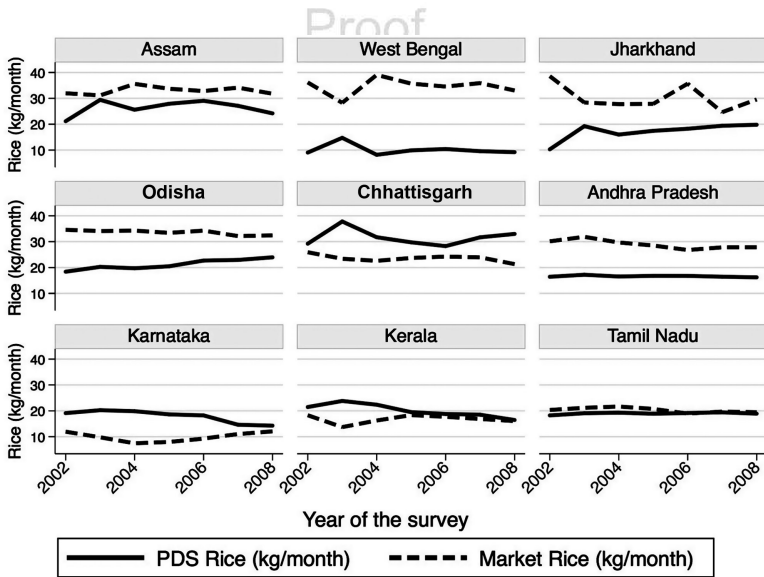 Proof
Assam West Bengal Jharkhand
Rice (kg/month) 40 30 20 10
Odisha Chhattisgarh Andhra Pradesh
Rice (kg/month) 40 30 20 10
Karnataka Kerala Tamil Nadu
Rice (kg/month) 40 30 20 10
2002 2004 2006 2008 2002 2004 2006 2008 2002 2004 2006 2008
Year of the survey
PDS Rice (kg/month) Market Rice (kg/month)